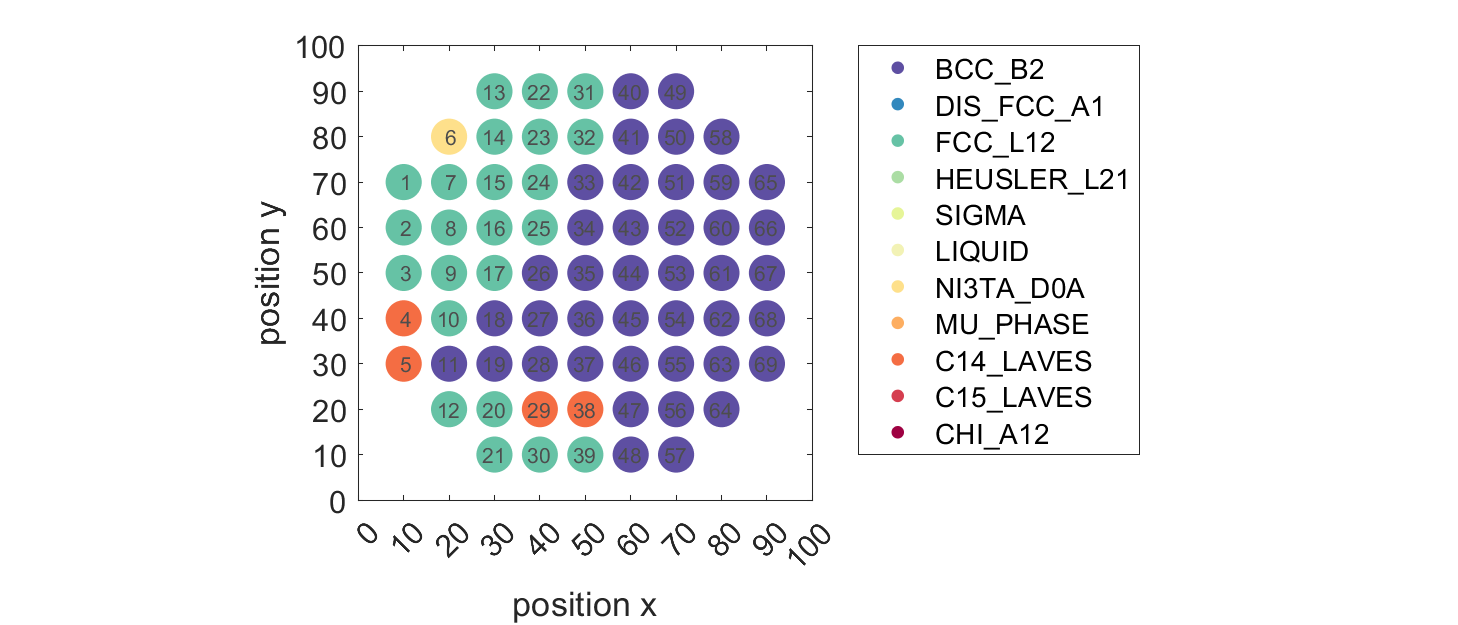 100
90 13 22 31 40 49
80 6 14 23 32 41 50 58
70 1 7 15 24 33 42 51 59 65
60 2 8 16 25 34 43 52 60 66
50 3 9 17 26 35 44 53 61 67
40 4 10 18 27 36 45 54 62 68
30 5 11 19 28 37 46 55 63 69
20 12 20 29 38 47 56 64
10 21 30 39 48 57
0
0 10 20 30 40 50 60 70 80 90 100
position x
position y
BCC_B2
DIS_FCC_A1
FCC_L12
HEUSLER_L21
SIGMA
LIQUID
NI3TA_D0A
MU_PHASE
C14_LAVES
C15_LAVES
CHI_A12